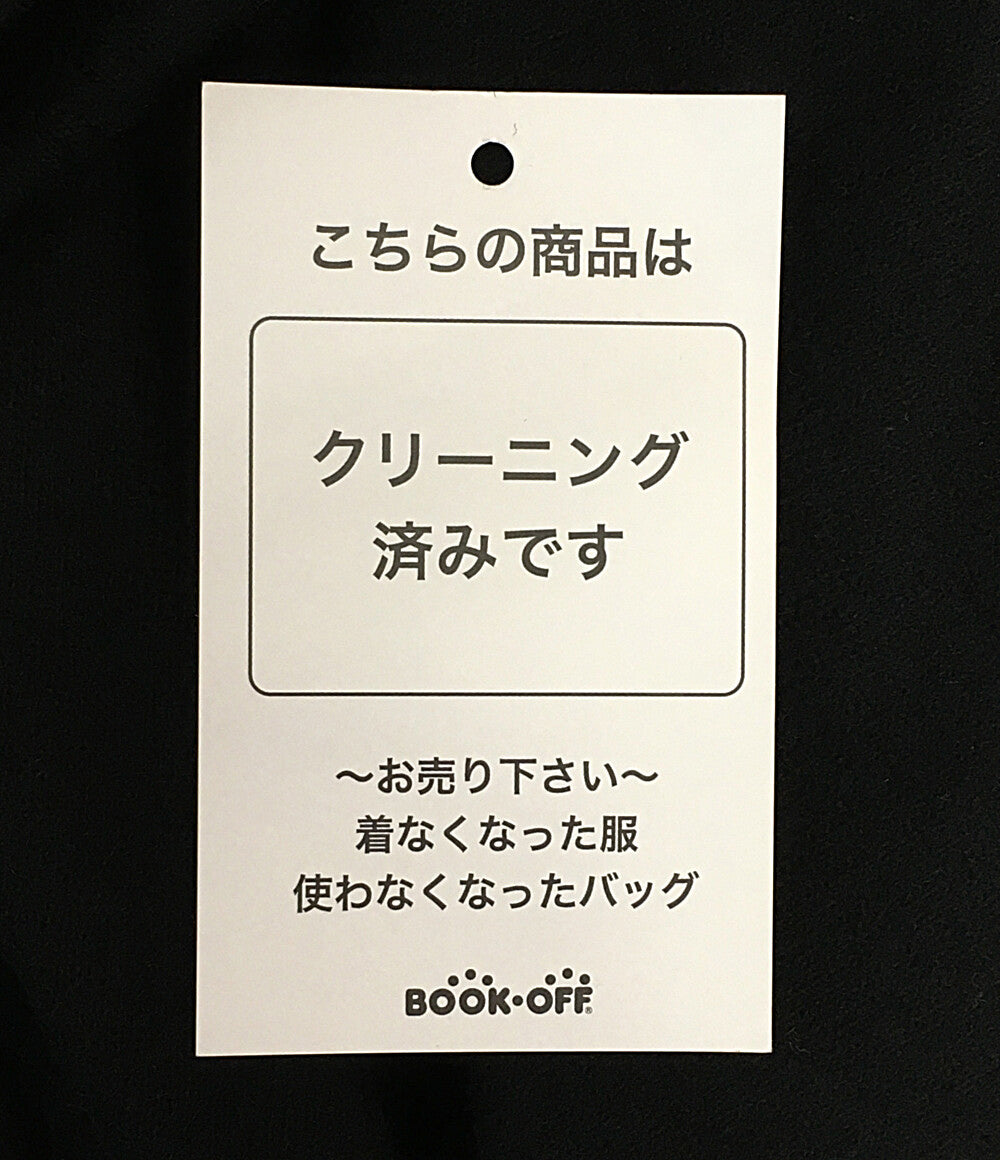 こちらの商品は
クリーニング
済みです
～お売り下さい～
着なくなった服
使わなくなったバッグ
BOOK・OFF®